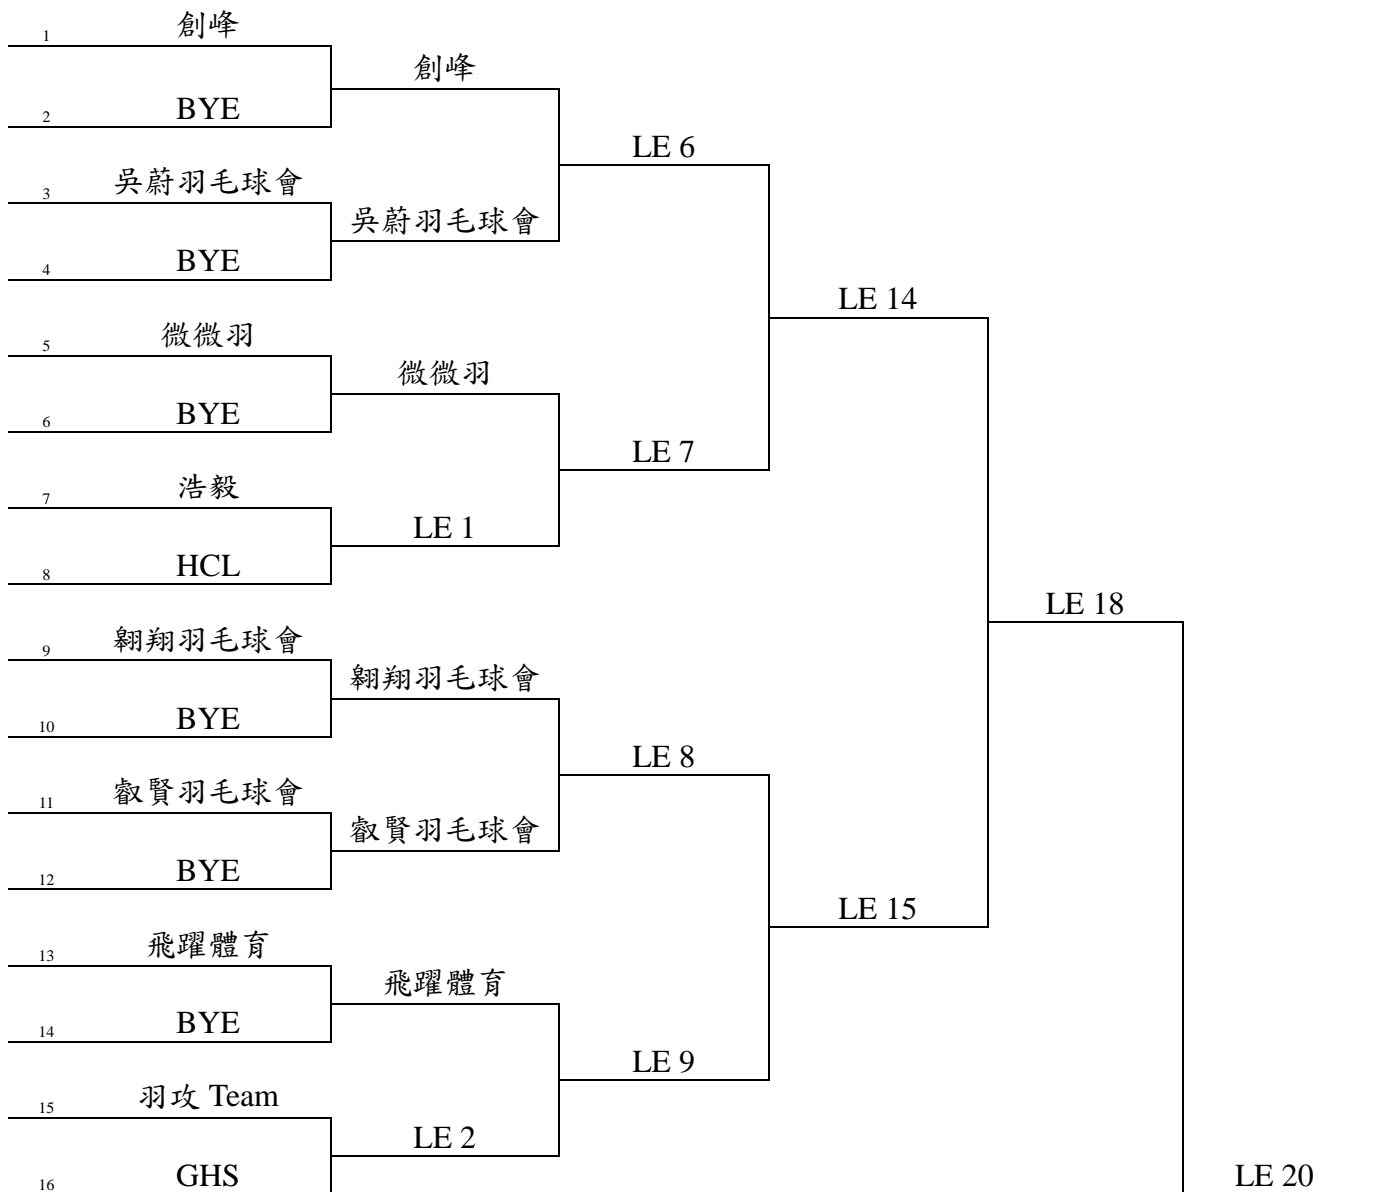 1 創峰
創峰
2 BYE
LE 6
3 吳蔚羽毛球會
吳蔚羽毛球會
4 BYE
LE 14
5 微微羽
微微羽
6 BYE
LE 7
7 浩毅
LE 1
8 HCL
LE 18
9 翱翔羽毛球會
翱翔羽毛球會
10 BYE
LE 8
11 叡賢羽毛球會
叡賢羽毛球會
12 BYE
LE 15
13 飛躍體育
飛躍體育
14 BYE
LE 9
15 羽攻 Team
LE 2
16 GHS
LE 20